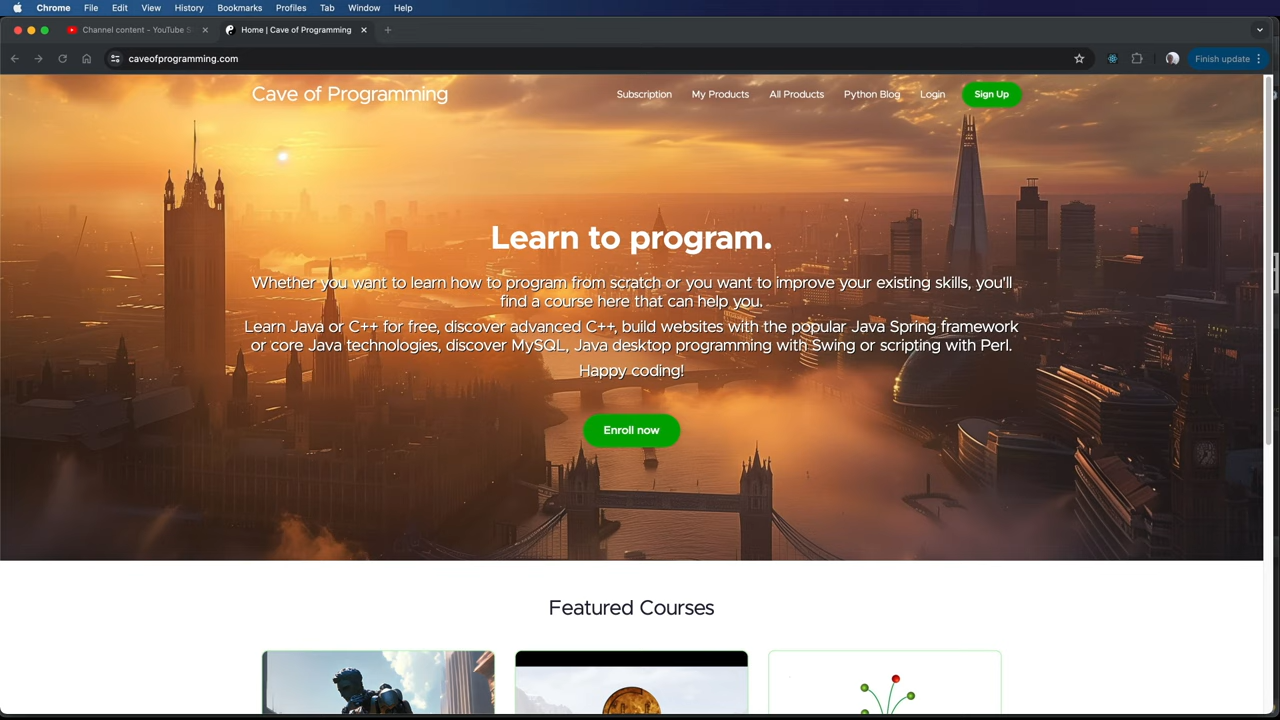 Chrome File Edit View History Bookmarks Profiles Tab Window Help
Channel content - YouTube S
Home | Cave of Programming
caveofprogramming.com
Finish update
Cave of Programming
Subscription My Products All Products Python Blog Login Sign Up
Learn to program.
Whether you want to learn how to program from scratch or you want to improve your existing skills, you'll
find a course here that can help you.
Learn Java or C++ for free, discover advanced C++, build websites with the popular Java Spring framework
or core Java technologies, discover MySQL, Java desktop programming with Swing or scripting with Perl.
Happy coding!
Enroll now
Featured Courses